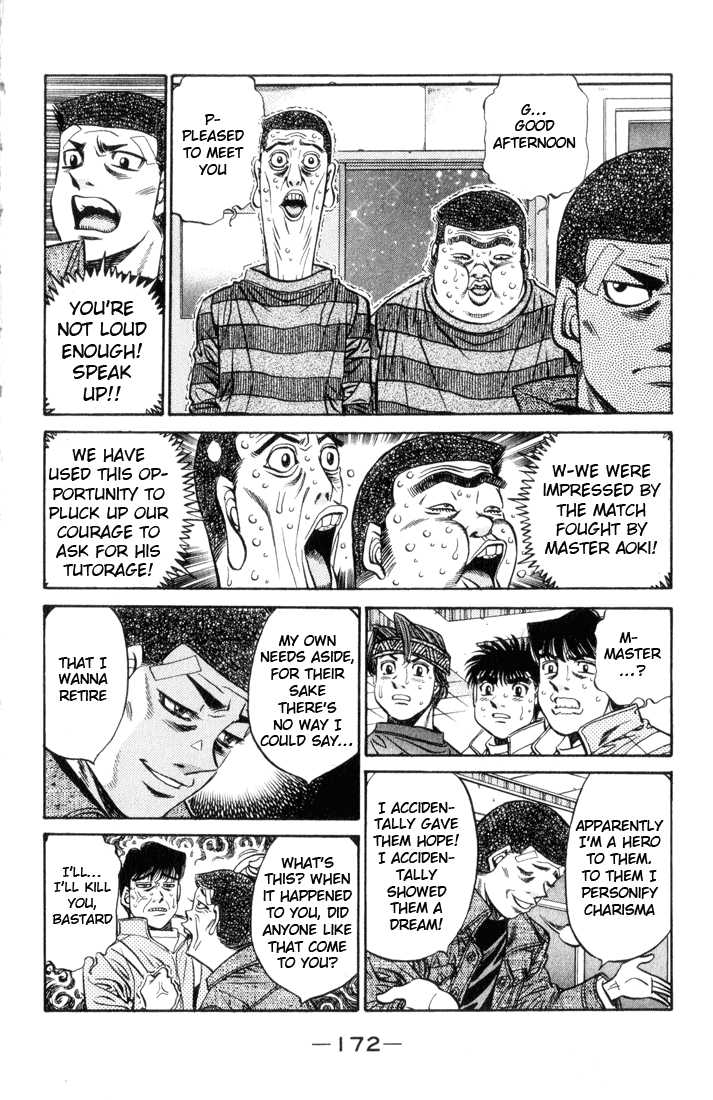 G...
GOOD
AFTERNOON
P-
PLEASED
TO MEET
YOU
YOU'RE
NOT LOUD
ENOUGH!
SPEAK
UP!!
W-WE WERE
IMPRESSED BY
THE MATCH
FOUGHT BY
MASTER AOKI!
WE HAVE
USED THIS OP-
PORTUNITY TO
PLUCK UP OUR
COURAGE TO
ASK FOR HIS
TUTORAGE!
M-
MASTER
...?
MY OWN
NEEDS ASIDE,
FOR THEIR
SAKE
THERE'S
NO WAY I
COULD SAY...
THAT I
WANNA
RETIRE
APPARENTLY
I'M A HERO
TO THEM.
TO THEM I
PERSONIFY
CHARISMA
I ACCIDEN-
TALLY GAVE
THEM HOPE!
I ACCIDEN-
TALLY
SHOWED
THEM A
DREAM!
WHAT'S
THIS? WHEN
IT HAPPENED
TO YOU, DID
ANYONE LIKE
THAT COME
TO YOU?
I'LL...
I'LL KILL
YOU,
BASTARD
—172—